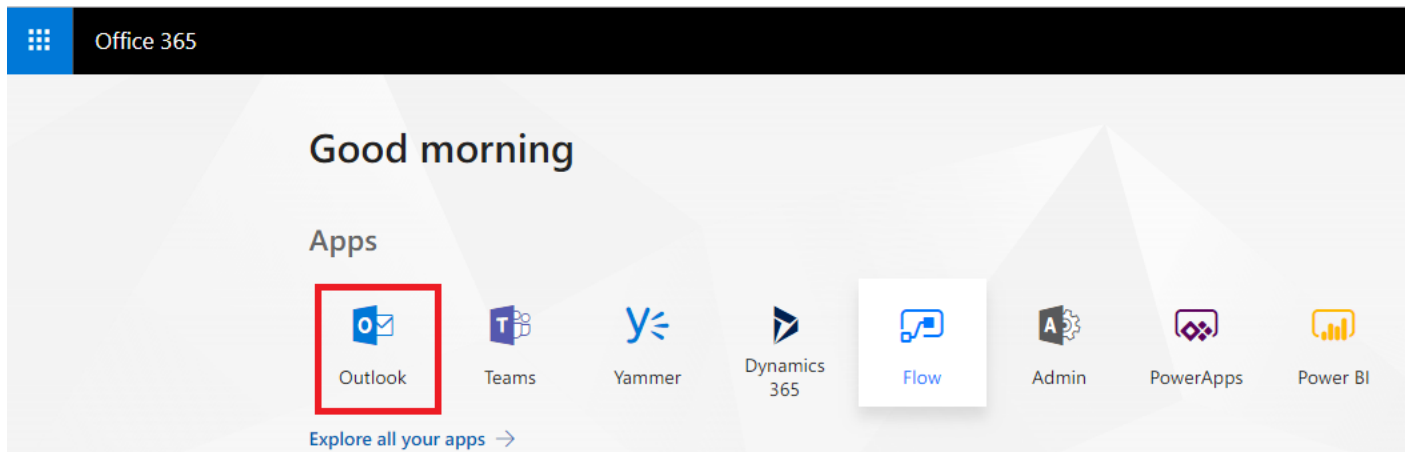 Office 365
Good morning
Apps
Outlook
Teams
Yammer
Dynamics
365
Flow
Admin
PowerApps
Power BI
Explore all your apps →